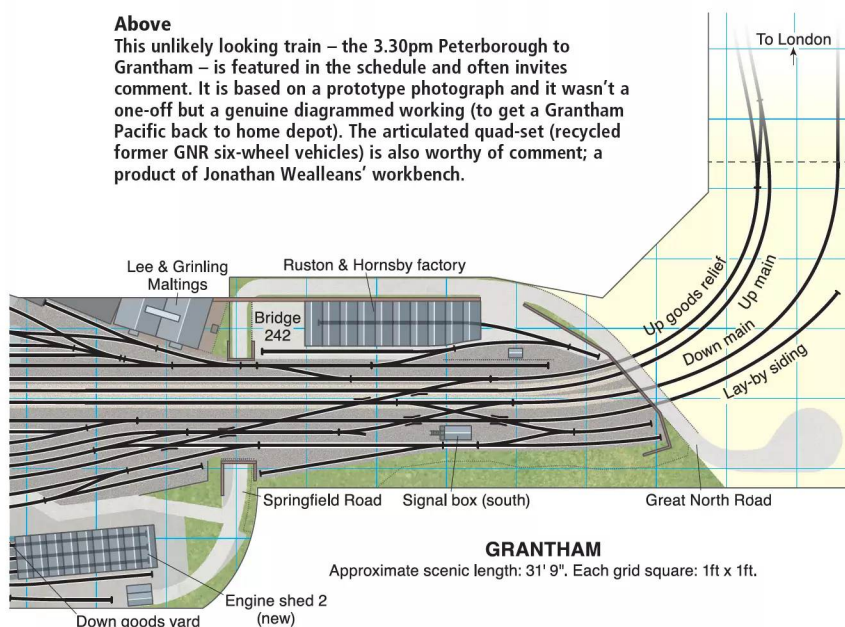 Above
This unlikely looking train – the 3.30pm Peterborough to
Grantham – is featured in the schedule and often invites
comment. It is based on a prototype photograph and it wasn’t a
one-off but a genuine diagrammed working (to get a Grantham
Pacific back to home depot). The articulated quad-set (recycled
former GNR six-wheel vehicles) is also worthy of comment; a
product of Jonathan Wealleans’ workbench.
To London
Lee & Grinling
Maltings
Ruston & Hornsby factory
Bridge
242
Up goods relief
Up main
Down main
Lay-by siding
Springfield Road
Signal box (south)
Great North Road
GRANTHAM
Approximate scenic length: 31' 9". Each grid square: 1ft x 1ft.
Engine shed 2
(new)
Down goods yard